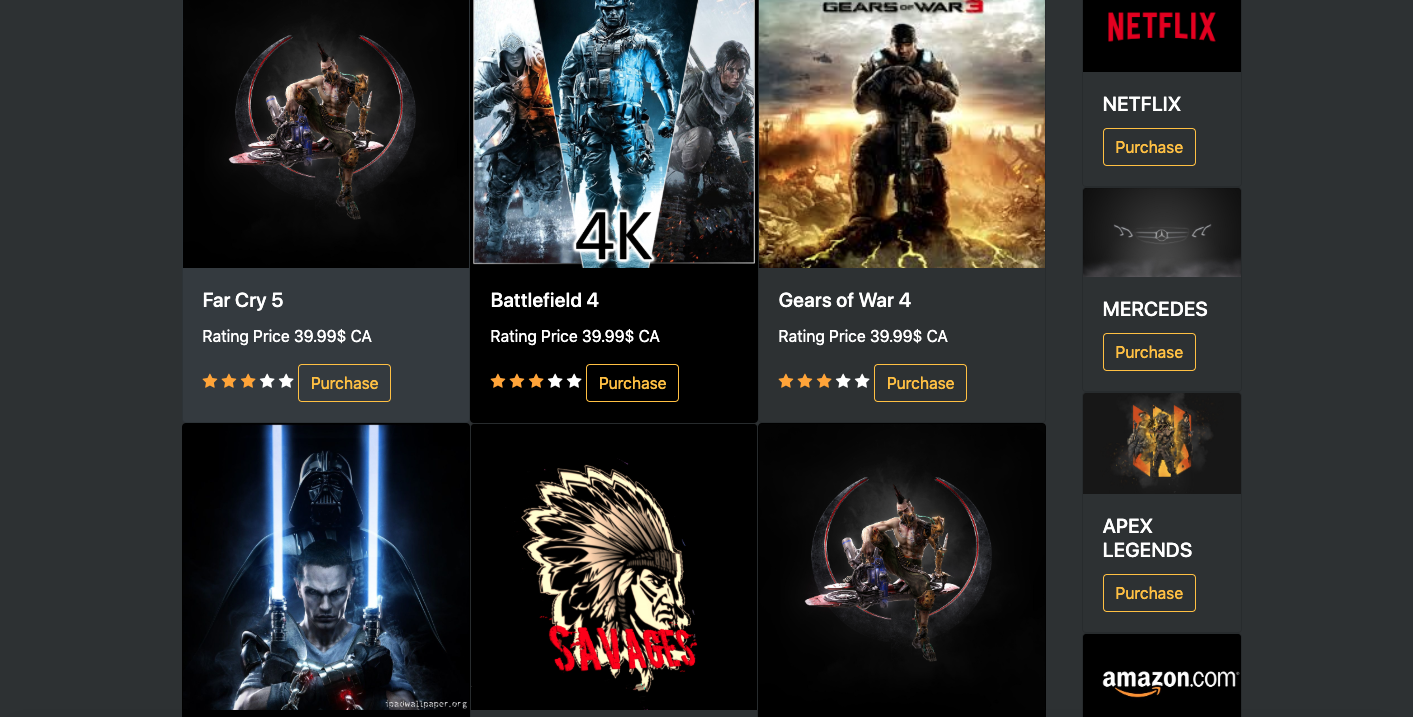 GEARS OF WAR 3
NETFLIX
4K
NETFLIX
Purchase
Far Cry 5
Rating Price 39.99$ CA
Purchase
Battlefield 4
Rating Price 39.99$ CA
Purchase
Gears of War 4
Rating Price 39.99$ CA
Purchase
MERCEDES
Purchase
APEX
LEGENDS
Purchase
SAVAGES
ipadwallpaper.org
amazon.com